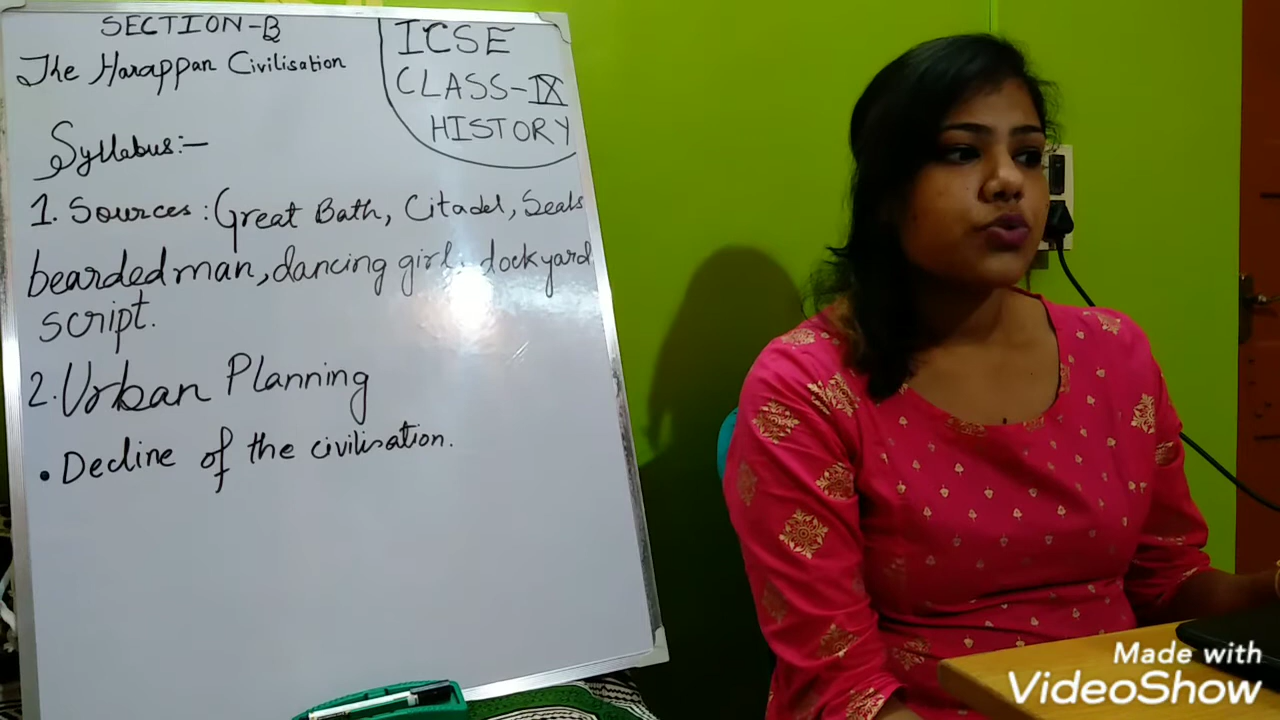 SECTION-B
The Harappan Civilisation
ICSE
CLASS-IX
HISTORY
Syllabus:-
1. Sources: Great Bath, Citadel, Seals
bearded man, dancing girl, dockyard,
script.
2. Urban Planning
• Decline of the civilisation.
Made with
VideoShow